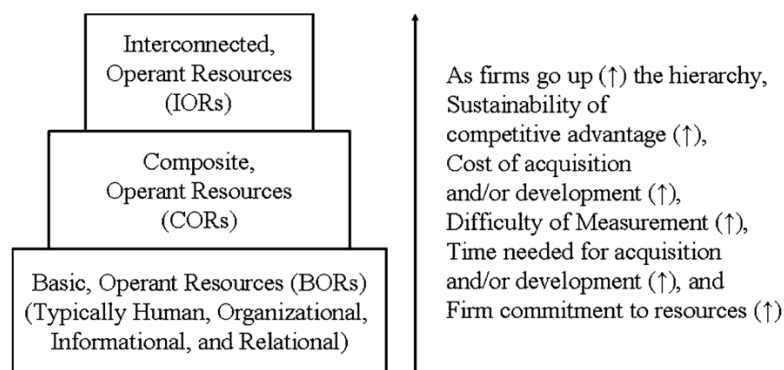 Interconnected,
Operant Resources
(IORs)
Composite,
Operant Resources
(CORs)
Basic, Operant Resources (BORs)
(Typically Human, Organizational,
Informational, and Relational)
As firms go up (↑) the hierarchy,
Sustainability of
competitive advantage (↑),
Cost of acquisition
and/or development (↑),
Difficulty of Measurement (↑),
Time needed for acquisition
and/or development (↑), and
Firm commitment to resources (↑)